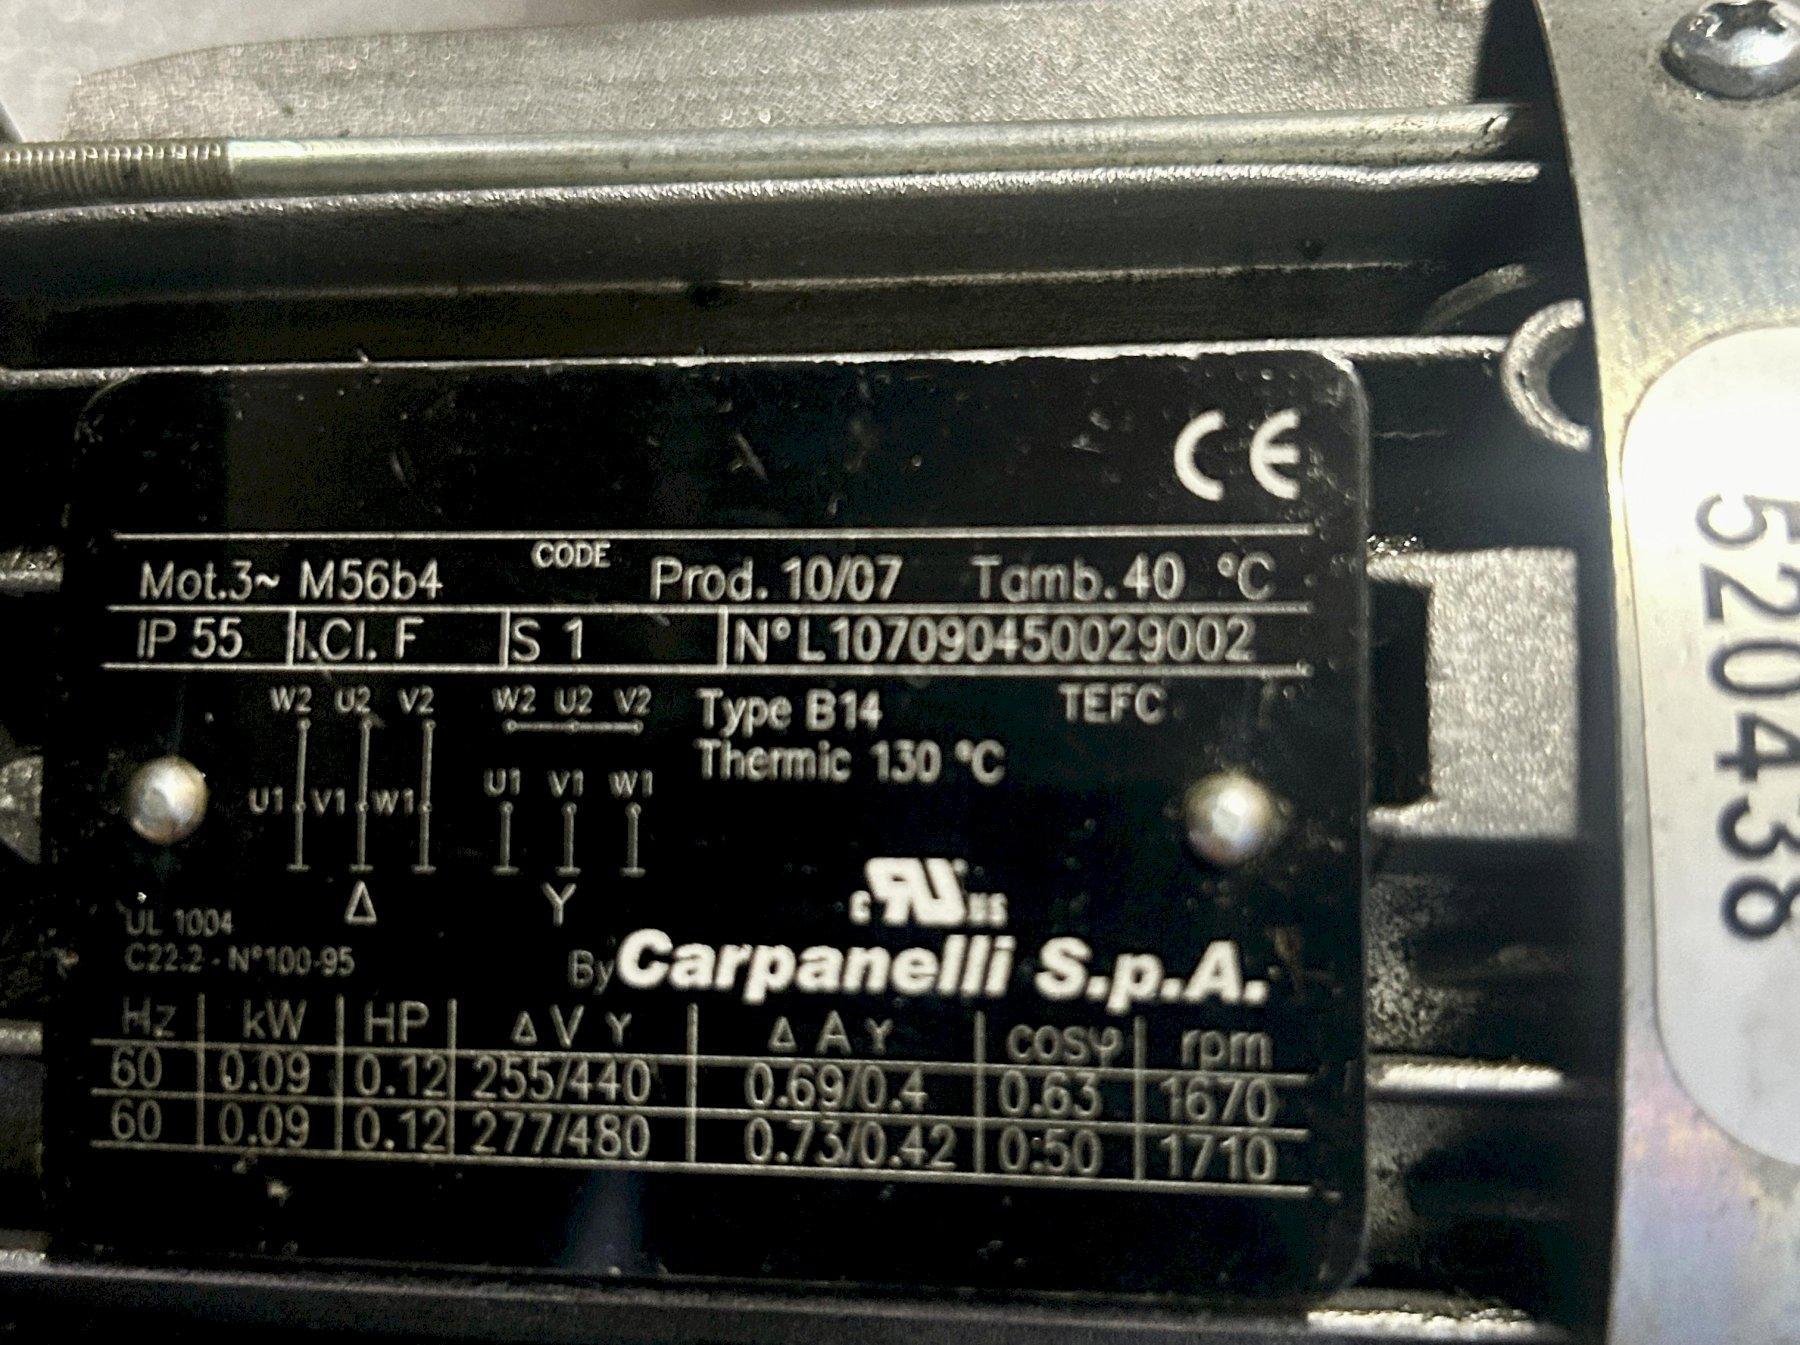 CE
CODE
Mot.3~ M56b4 Prod. 10/07 Tamb.40 °C
IP 55 I.Cl. F S 1 N°L107090450029002
W2 U2 V2 W2 U2 V2 Type B14 TEFC
Thermic 130 °C
U1 V1 W1 U1 V1 W1
Δ Y
c RU us
UL 1004
C22.2 - N°100-95
By Carpanelli S.p.A.
Hz kW HP Δ V Y Δ A Y cosφ rpm
60 0.09 0.12 255/440 0.69/0.4 0.63 1670
60 0.09 0.12 277/480 0.73/0.42 0.50 1710
520438